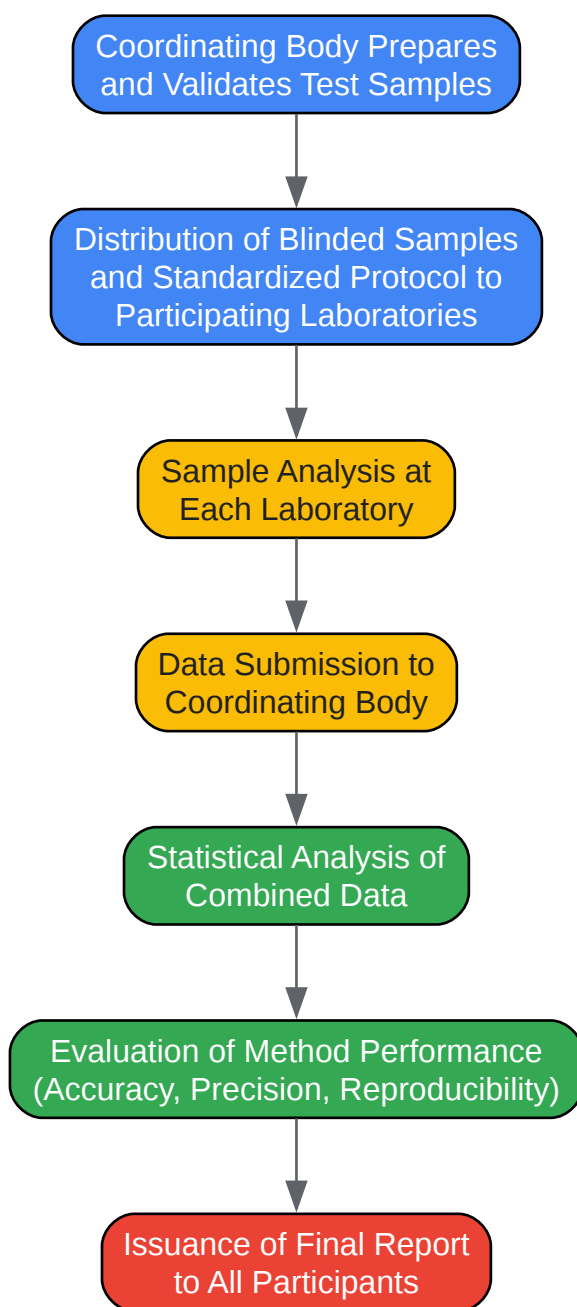 Coordinating Body Prepares
and Validates Test Samples
Distribution of Blinded Samples
and Standardized Protocol to
Participating Laboratories
Sample Analysis at
Each Laboratory
Data Submission to
Coordinating Body
Statistical Analysis of
Combined Data
Evaluation of Method Performance
(Accuracy, Precision, Reproducibility)
Issuance of Final Report
to All Participants